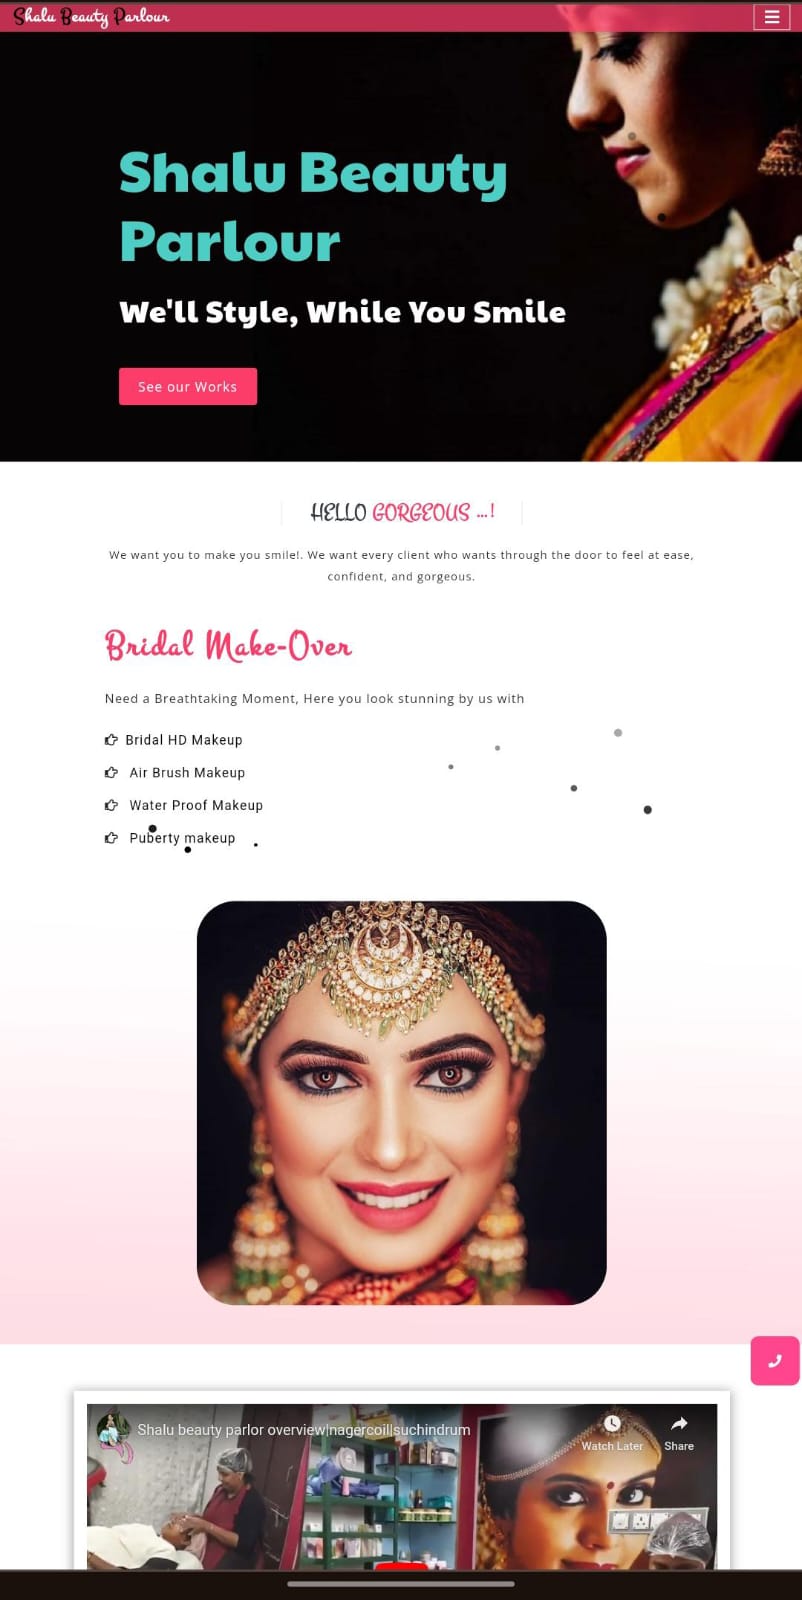 Shalu Beauty Parlour
Shalu Beauty
Parlour
We'll Style, While You Smile
See our Works
HELLO GORGEOUS ...!
We want you to make you smile!. We want every client who wants through the door to feel at ease,
confident, and gorgeous.
Bridal Make-Over
Need a Breathtaking Moment, Here you look stunning by us with
Bridal HD Makeup
Air Brush Makeup
Water Proof Makeup
Puberty makeup
Shalu beauty parlor overview|nagercoil|suchindrum
Watch Later
Share